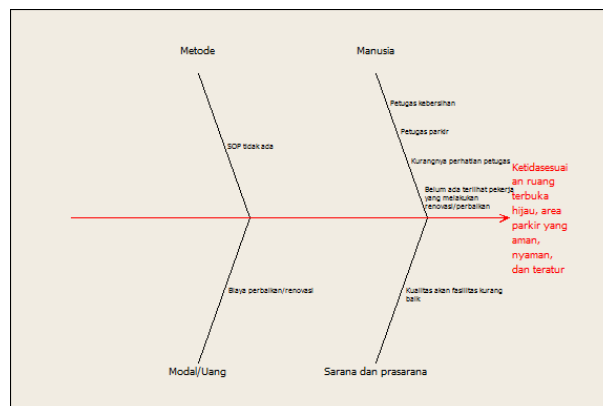 Metode
Manusia
Petugas kebersihan
Petugas parkir
SOP tidak ada
Kurangnya perhatian petugas
Belum ada terlihat pekerja
yang melakukan
renovasi/perbaikan
Ketidasesuai
an ruang
terbuka
hijau, area
parkir yang
aman,
nyaman,
dan teratur
Biaya perbaikan/renovasi
Kualitas akan fasilitas kurang
baik
Modal/Uang
Sarana dan prasarana